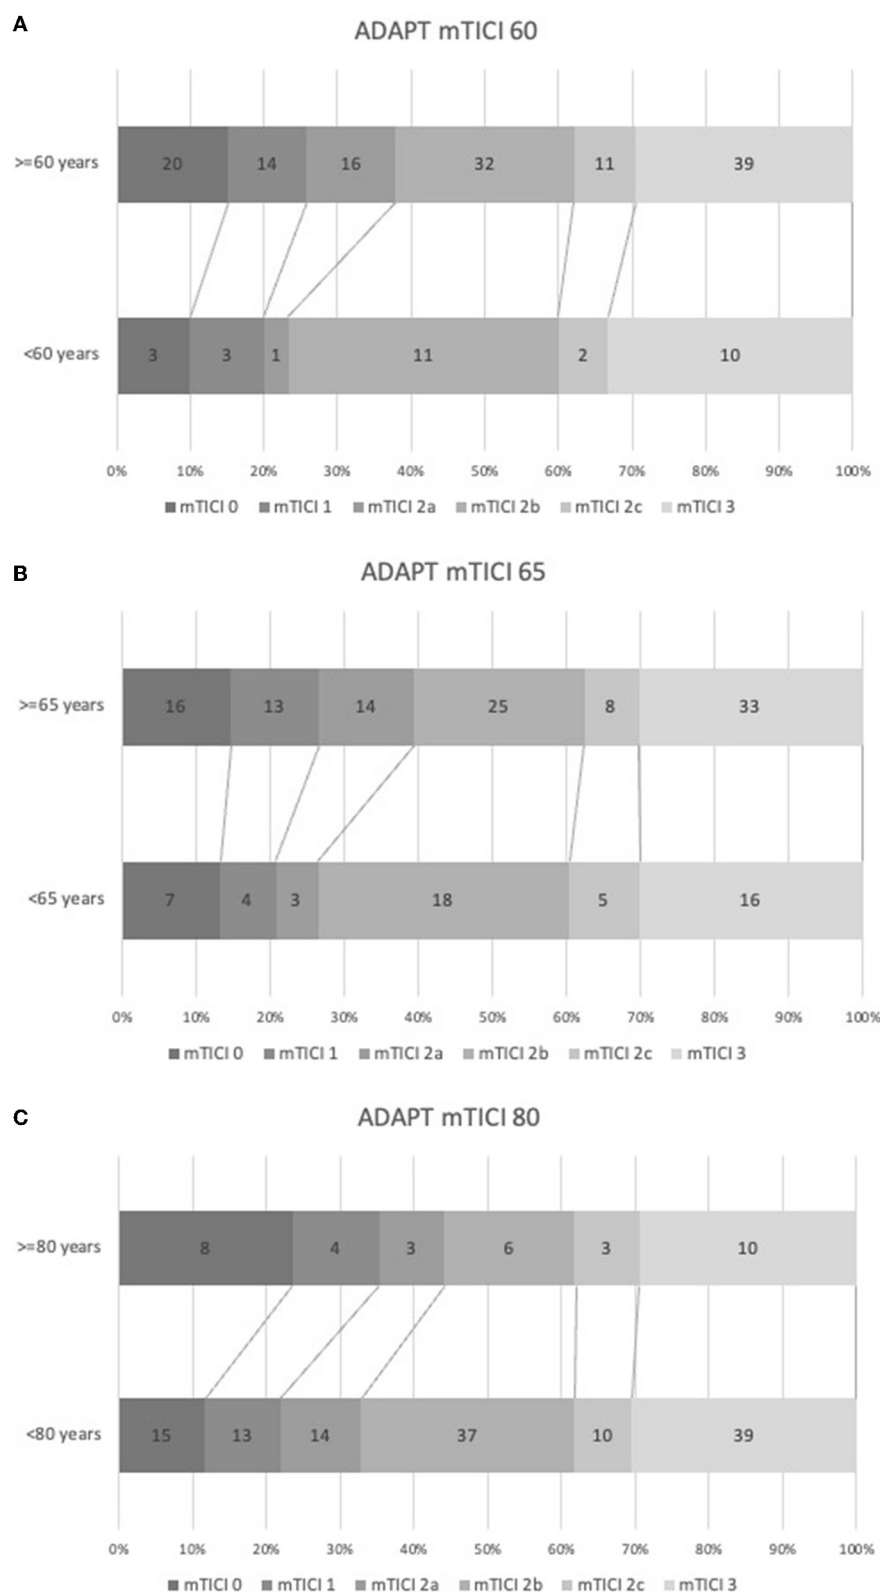 A
ADAPT mTICI 60
>=60 years 20 14 16 32 11 39
<60 years 3 3 1 11 2 10
0% 10% 20% 30% 40% 50% 60% 70% 80% 90% 100%
mTICI 0 mTICI 1 mTICI 2a mTICI 2b mTICI 2c mTICI 3
B
ADAPT mTICI 65
>=65 years 16 13 14 25 8 33
<65 years 7 4 3 18 5 16
0% 10% 20% 30% 40% 50% 60% 70% 80% 90% 100%
mTICI 0 mTICI 1 mTICI 2a mTICI 2b mTICI 2c mTICI 3
C
ADAPT mTICI 80
>=80 years 8 4 3 6 3 10
<80 years 15 13 14 37 10 39
0% 10% 20% 30% 40% 50% 60% 70% 80% 90% 100%
mTICI 0 mTICI 1 mTICI 2a mTICI 2b mTICI 2c mTICI 3